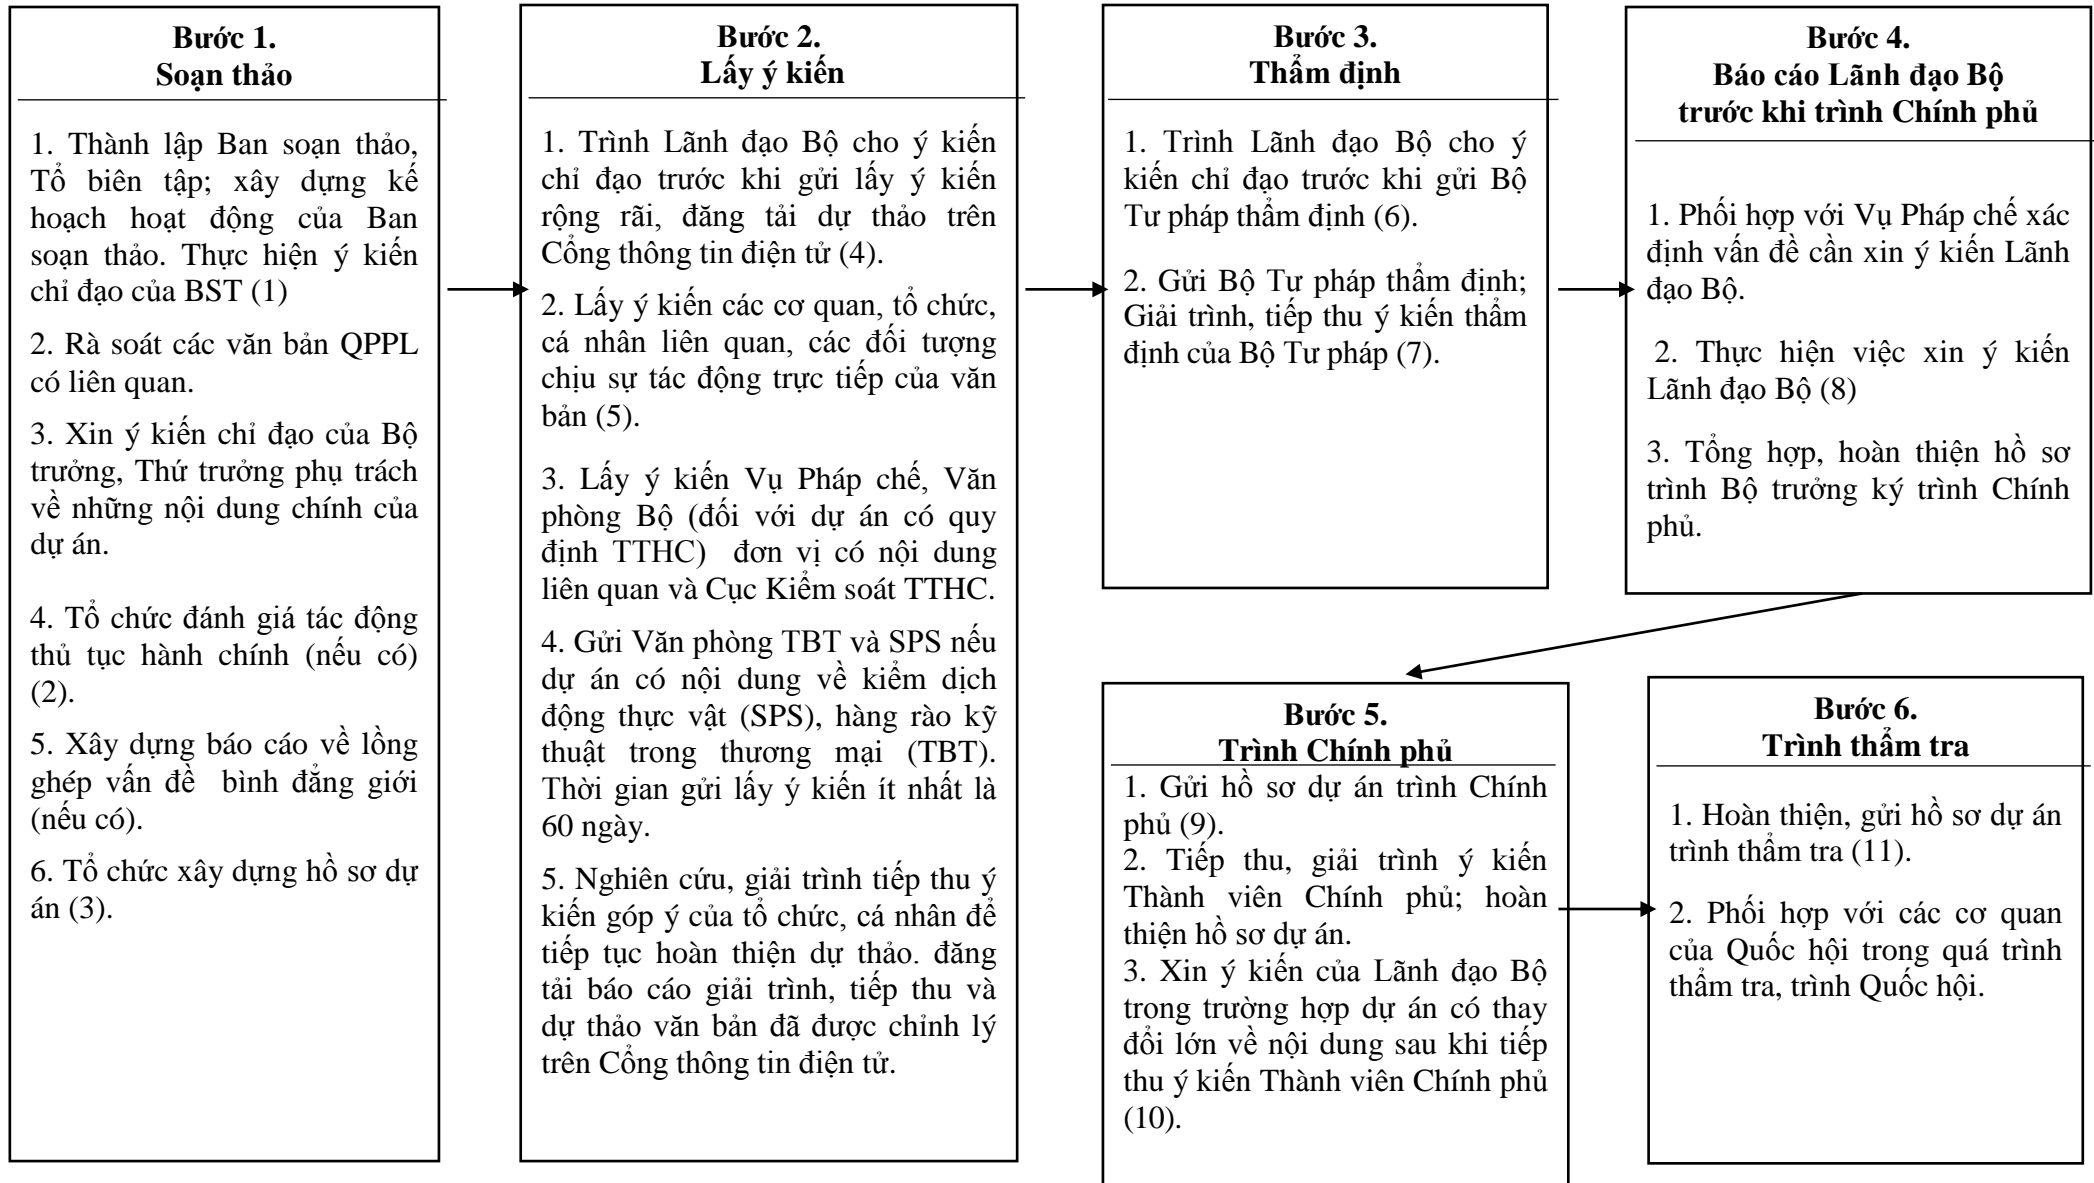 Bước 1.
Soạn thảo
1. Thành lập Ban soạn thảo,
Tổ biên tập; xây dựng kế
hoạch hoạt động của Ban
soạn thảo. Thực hiện ý kiến
chỉ đạo của BST (1)
2. Rà soát các văn bản QPPL
có liên quan.
3. Xin ý kiến chỉ đạo của Bộ
trưởng, Thứ trưởng phụ trách
về những nội dung chính của
dự án.
4. Tổ chức đánh giá tác động
thủ tục hành chính (nếu có)
(2).
5. Xây dựng báo cáo về lồng
ghép vấn đề bình đẳng giới
(nếu có).
6. Tổ chức xây dựng hồ sơ dự
án (3).
Bước 2.
Lấy ý kiến
1. Trình Lãnh đạo Bộ cho ý kiến
chỉ đạo trước khi gửi lấy ý kiến
rộng rãi, đăng tải dự thảo trên
Cổng thông tin điện tử (4).
2. Lấy ý kiến các cơ quan, tổ chức,
cá nhân liên quan, các đối tượng
chịu sự tác động trực tiếp của văn
bản (5).
3. Lấy ý kiến Vụ Pháp chế, Văn
phòng Bộ (đối với dự án có quy
định TTHC) đơn vị có nội dung
liên quan và Cục Kiểm soát TTHC.
4. Gửi Văn phòng TBT và SPS nếu
dự án có nội dung về kiểm dịch
động thực vật (SPS), hàng rào kỹ
thuật trong thương mại (TBT).
Thời gian gửi lấy ý kiến ít nhất là
60 ngày.
5. Nghiên cứu, giải trình tiếp thu ý
kiến góp ý của tổ chức, cá nhân để
tiếp tục hoàn thiện dự thảo. đăng
tải báo cáo giải trình, tiếp thu và
dự thảo văn bản đã được chỉnh lý
trên Cổng thông tin điện tử.
Bước 3.
Thẩm định
1. Trình Lãnh đạo Bộ cho ý
kiến chỉ đạo trước khi gửi Bộ
Tư pháp thẩm định (6).
2. Gửi Bộ Tư pháp thẩm định;
Giải trình, tiếp thu ý kiến thẩm
định của Bộ Tư pháp (7).
Bước 4.
Báo cáo Lãnh đạo Bộ
trước khi trình Chính phủ
1. Phối hợp với Vụ Pháp chế xác
định vấn đề cần xin ý kiến Lãnh
đạo Bộ.
2. Thực hiện việc xin ý kiến
Lãnh đạo Bộ (8)
3. Tổng hợp, hoàn thiện hồ sơ
trình Bộ trưởng ký trình Chính
phủ.
Bước 5.
Trình Chính phủ
1. Gửi hồ sơ dự án trình Chính
phủ (9).
2. Tiếp thu, giải trình ý kiến
Thành viên Chính phủ; hoàn
thiện hồ sơ dự án.
3. Xin ý kiến của Lãnh đạo Bộ
trong trường hợp dự án có thay
đổi lớn về nội dung sau khi tiếp
thu ý kiến Thành viên Chính phủ
(10).
Bước 6.
Trình thẩm tra
1. Hoàn thiện, gửi hồ sơ dự án
trình thẩm tra (11).
2. Phối hợp với các cơ quan
của Quốc hội trong quá trình
thẩm tra, trình Quốc hội.